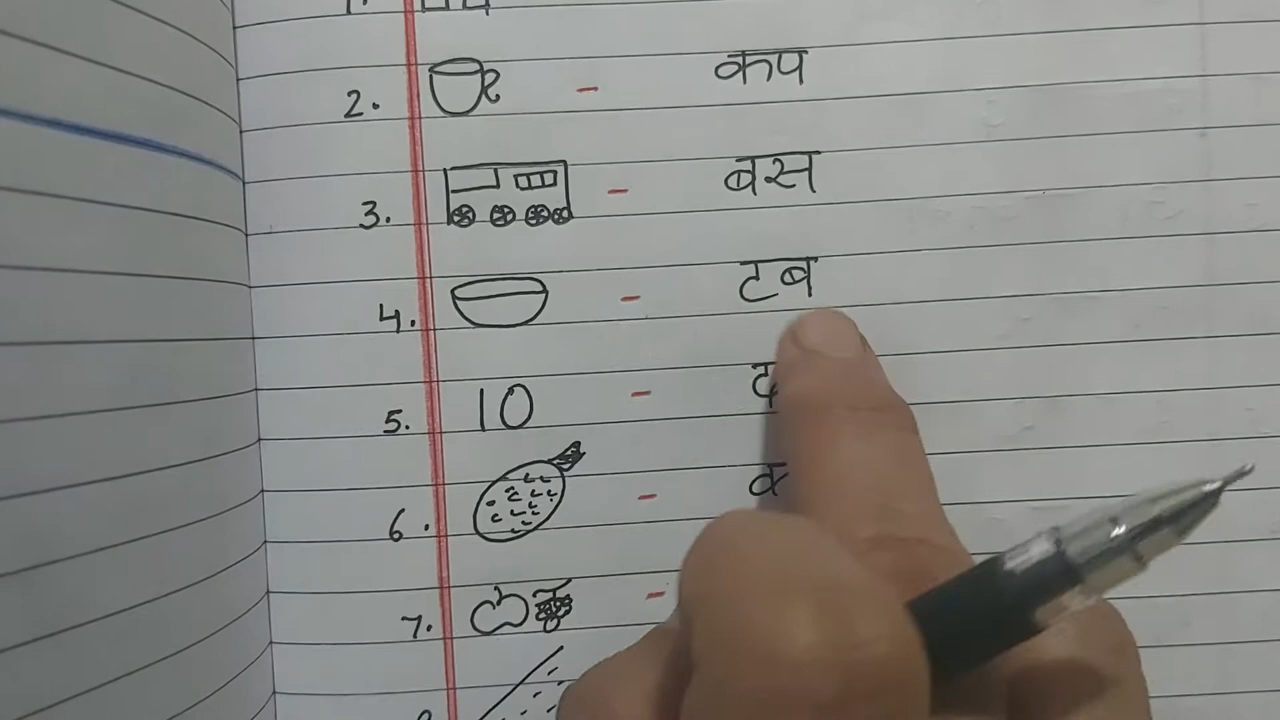 2. - कप
3. - बस
4. - टब
5. 10 -
6. -
7. -